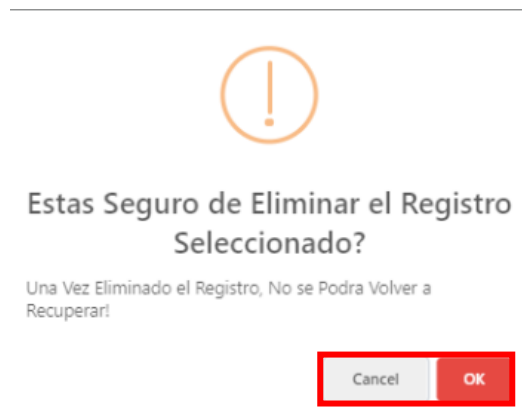 Estas Seguro de Eliminar el Registro
Seleccionado?
Una Vez Eliminado el Registro, No se Podra Volver a
Recuperar!
Cancel OK